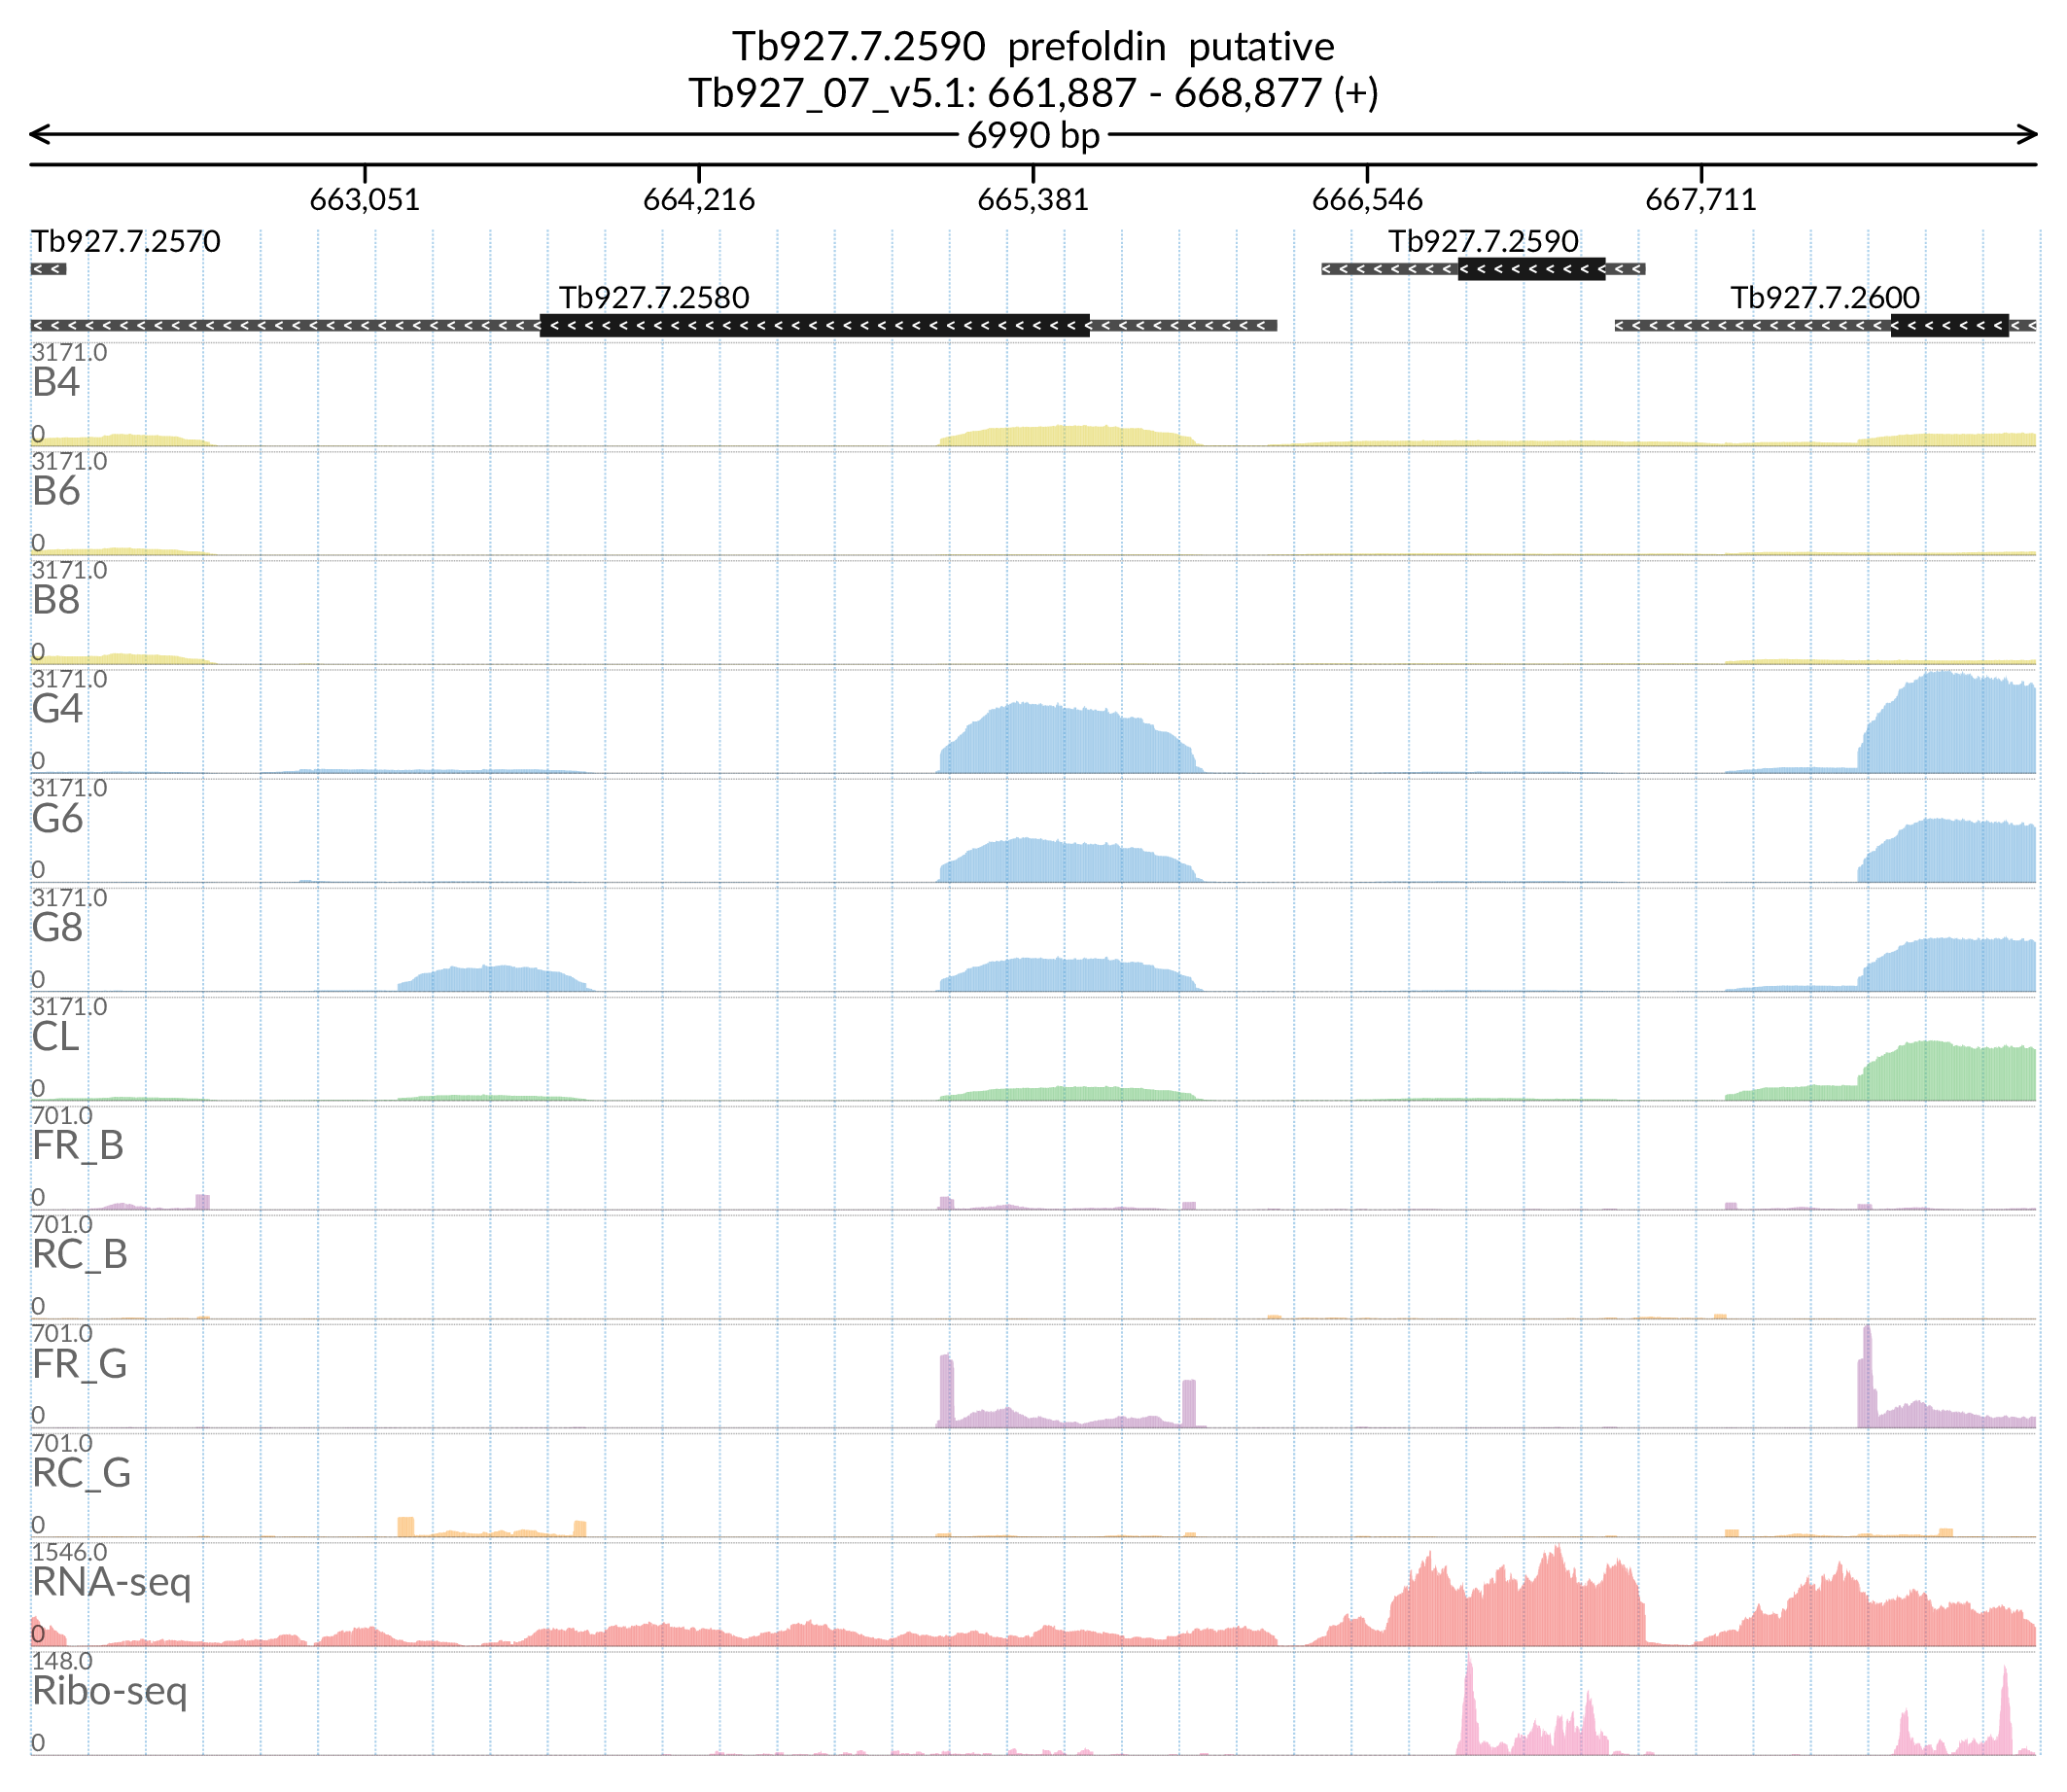 Tb927.7.2590 prefoldin putative
Tb927_07_v5.1: 661,887 - 668,877 (+)
6990 bp
663,051 664,216 665,381 666,546 667,711
Tb927.7.2570 Tb927.7.2590
Tb927.7.2580 Tb927.7.2600
3171.0
B4
0
3171.0
B6
0
3171.0
B8
0
3171.0
G4
0
3171.0
G6
0
3171.0
G8
0
3171.0
CL
0
701.0
FR_B
0
701.0
RC_B
0
701.0
FR_G
0
701.0
RC_G
0
1546.0
RNA-seq
0
148.0
Ribo-seq
0